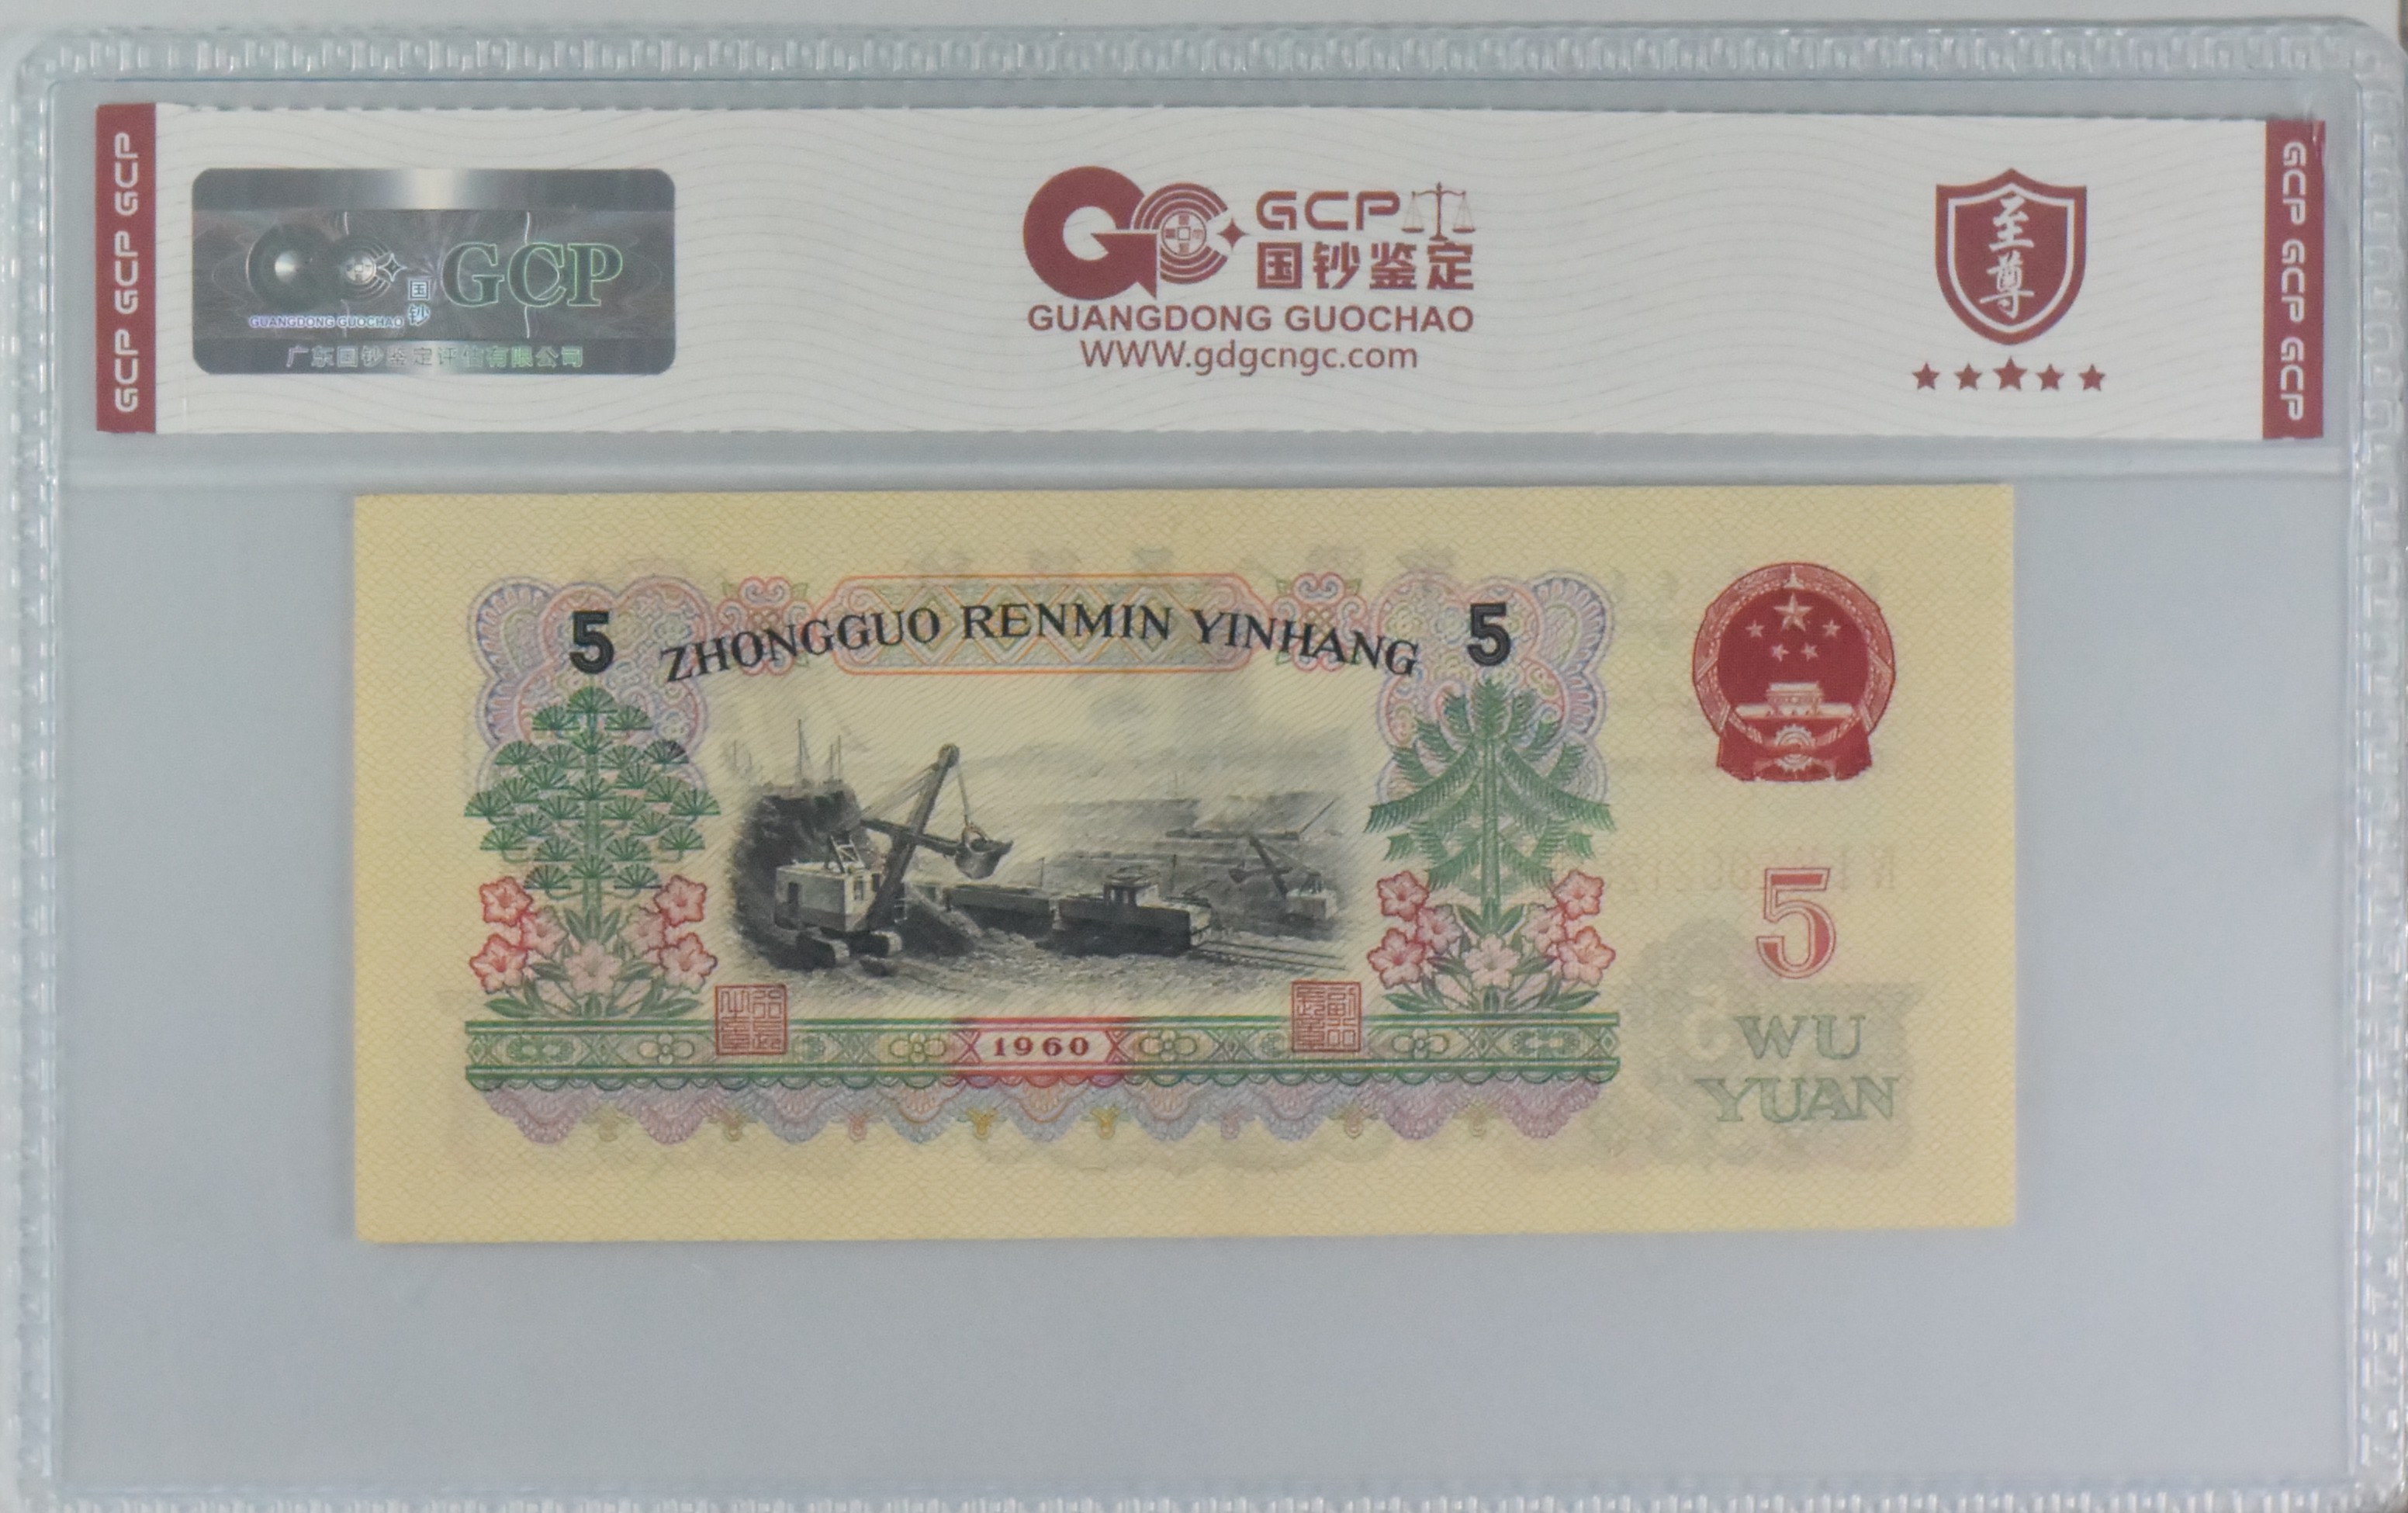 GCP GCP GCP
国钞
GCP
GUANGDONG GUOCHAO
广东国钞鉴定评估有限公司
GCP
国钞鉴定
GUANGDONG GUOCHAO
WWW.gdgcngc.com
至尊
GCP GCP GCP
5 ZHONGGUO RENMIN YINHANG 5
5
1960
WU
YUAN